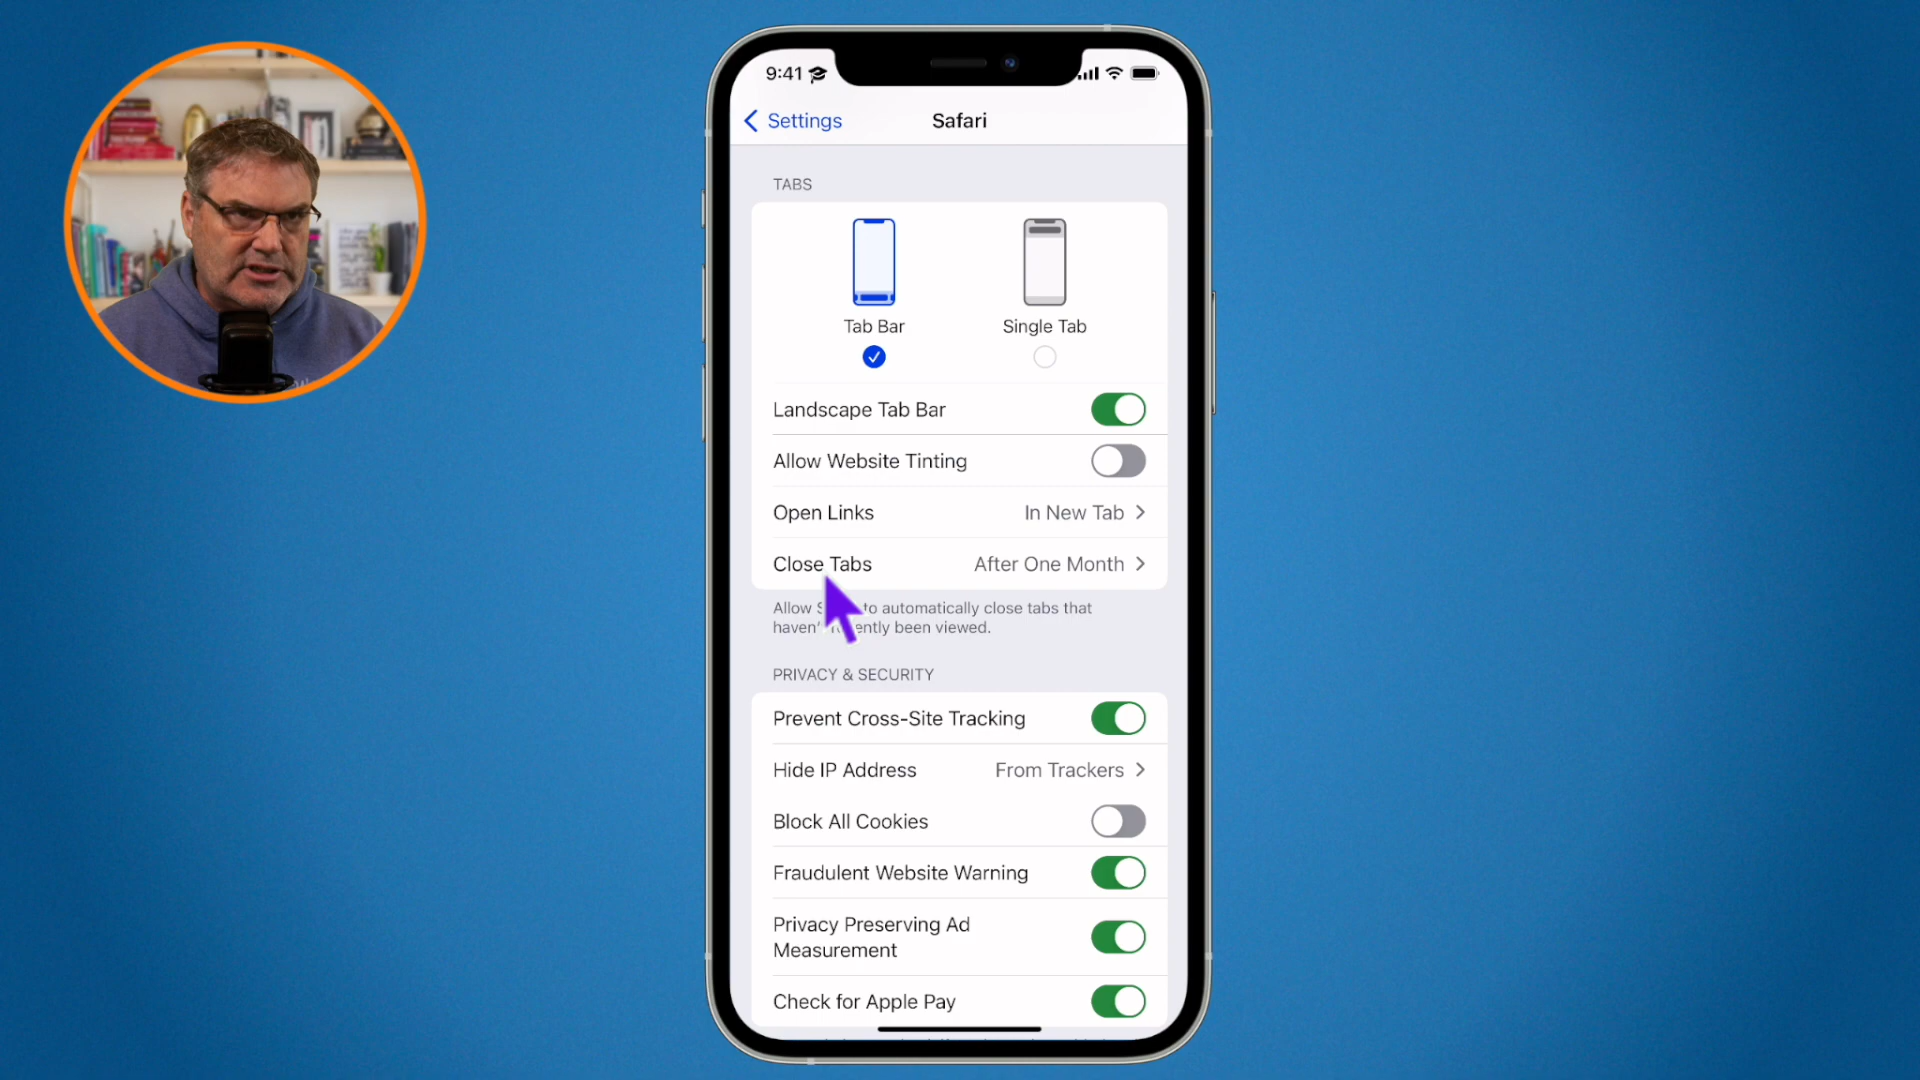 9:41
Settings
Safari
TABS
Tab Bar
Single Tab
Landscape Tab Bar
Allow Website Tinting
Open Links
In New Tab
Close Tabs
After One Month
Allow to automatically close tabs that
been viewed.
PRIVACY & SECURITY
Prevent Cross-Site Tracking
Hide IP Address
From Trackers
Block All Cookies
Fraudulent Website Warning
Privacy Preserving Ad
Measurement
Check for Apple Pay